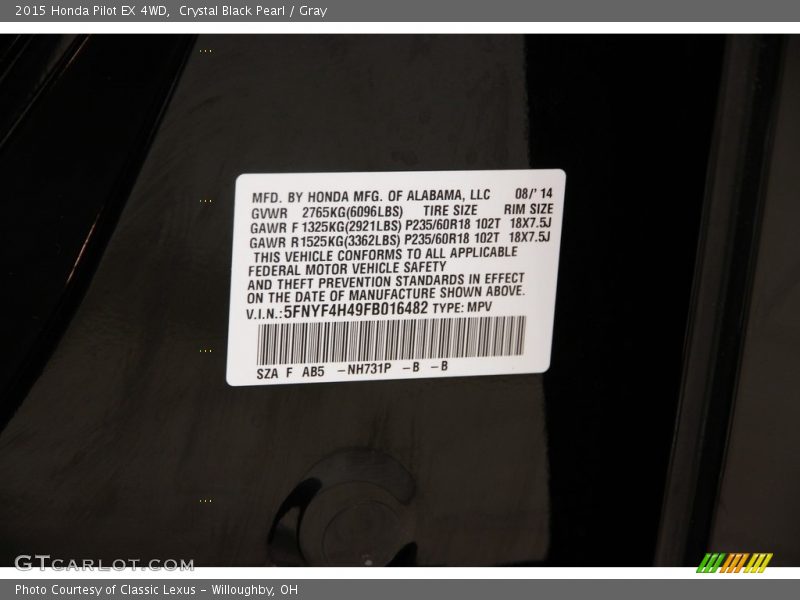 2015 Honda Pilot EX 4WD,  Crystal Black Pearl / Gray
MFD. BY HONDA MFG. OF ALABAMA, LLC 08/' 14
GVWR 2765KG(6096LBS) TIRE SIZE RIM SIZE
GAWR F 1325KG(2921LBS) P235/60R18 102T 18X7.5J
GAWR R 1525KG(3362LBS) P235/60R18 102T 18X7.5J
THIS VEHICLE CONFORMS TO ALL APPLICABLE
FEDERAL MOTOR VEHICLE SAFETY
AND THEFT PREVENTION STANDARDS IN EFFECT
ON THE DATE OF MANUFACTURE SHOWN ABOVE.
V.I.N.:5FNYF4H49FB016482 TYPE: MPV
SZA F AB5 -NH731P -B -B
GTCARLOT.COM
Photo Courtesy of Classic Lexus - Willoughby, OH